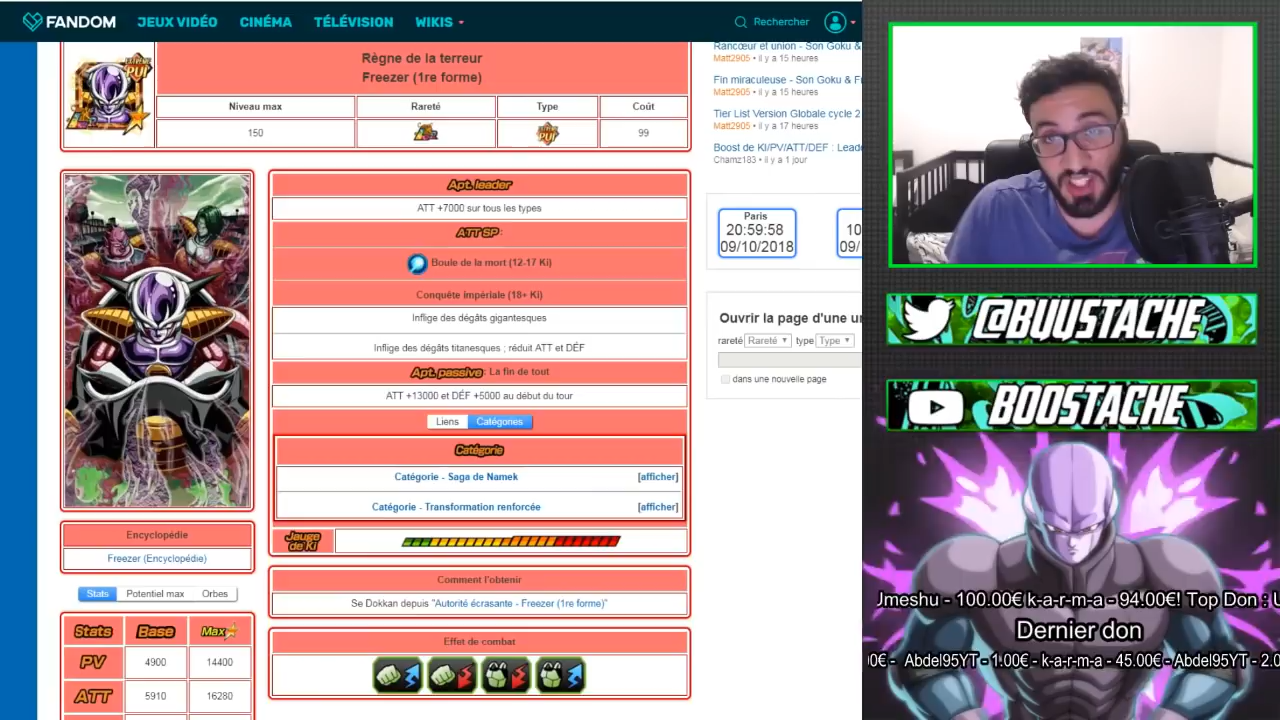 FANDOM JEUX VIDÉO CINÉMA TÉLÉVISION WIKIS Rechercher
Règne de la terreur
Freezer (1re forme)
Niveau max Rareté Type Coût
150 99
Apt. leader
ATT +7000 sur tous les types
ATT SP:
Boule de la mort (12-17 Ki)
Conquête impériale (18+ Ki)
Inflige des dégâts gigantesques
Inflige des dégâts titanesques ; réduit ATT et DÉF
Apt. passive: La fin de tout
ATT +13000 et DÉF +5000 au début du tour
Liens Catégories
Catégorie
Catégorie - Saga de Namek [afficher]
Catégorie - Transformation renforcée [afficher]
Jauge de Ki
Encyclopédie
Freezer (Encyclopédie)
Comment l'obtenir
Se Dokkan depuis "Autorité écrasante - Freezer (1re forme)"
Effet de combat
Stats Potentiel max Orbes
Stats Base Max
PV 4900 14400
ATT 5910 16280
Rancœur et union - Son Goku &
Matt2905 • il y a 15 heures
Fin miraculeuse - Son Goku & F
Matt2905 • il y a 15 heures
Tier List Version Globale cycle 2
Matt2905 • il y a 17 heures
Boost de KI/PV/ATT/DEF : Leade
Chamz183 • il y a 1 jour
Paris
20:59:58 10
09/10/2018 09/
Ouvrir la page d'une u
rareté Rareté type Type
dans une nouvelle page
@BUUSTACHE
BOOSTACHE
Umeshu - 100.00€ k-a-r-m-a - 94.00€! Top Don : U
Dernier don
00€ - Abdel95YT - 1.00€ - k-a-r-m-a - 45.00€ - Abdel95YT - 2.0